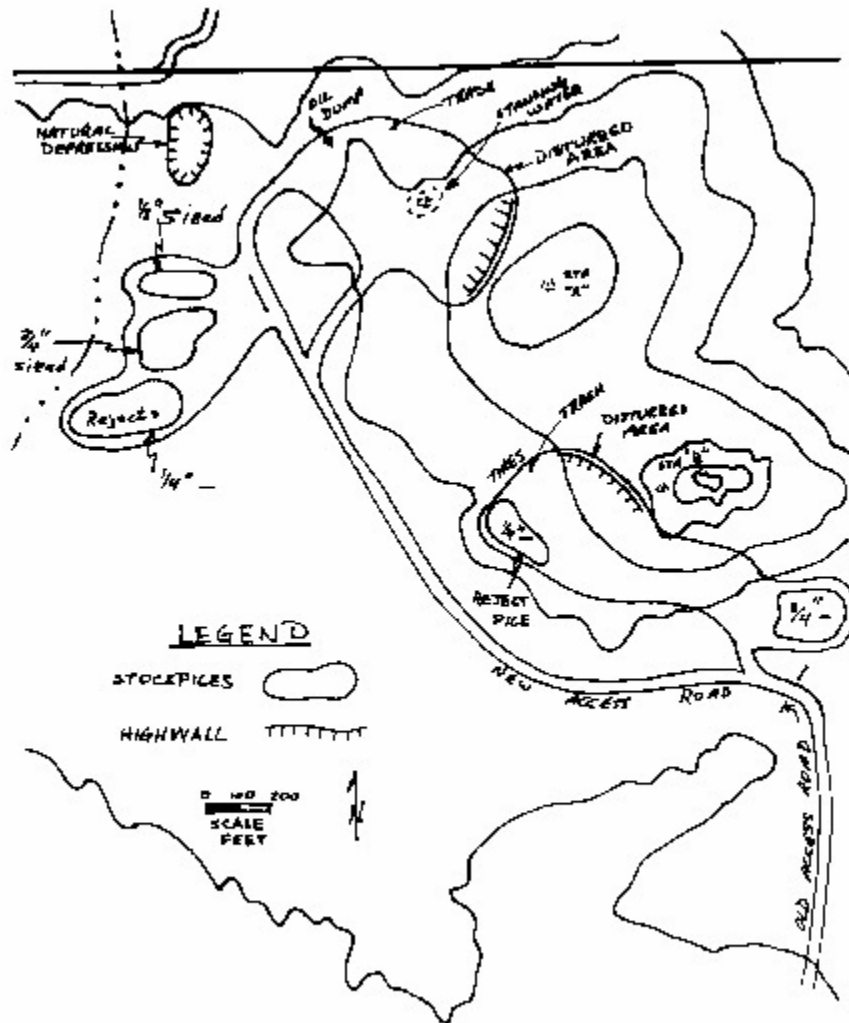 OIL
DUMP
TRASH
STANDING
WATER
NATURAL
DEPRESSION
DISTURBED
AREA
1/2" Sized
STA
"A"
3/4"
sized
Rejects
1/4" –
TRASH
DISTURBED
AREA
TIRES
STA "B"
1/4" –
REJECT
PILE
3/4" –
LEGEND
STOCKPILES
HIGHWALL
0 100 200
SCALE
FEET
N
NEW ACCESS ROAD
OLD ACCESS ROAD